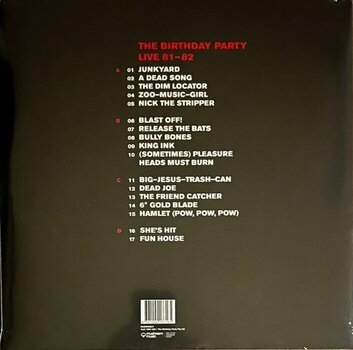 THE BIRTHDAY PARTY
LIVE 81–82
A 01 JUNKYARD
02 A DEAD SONG
03 THE DIM LOCATOR
04 ZOO–MUSIC–GIRL
05 NICK THE STRIPPER
B 06 BLAST OFF!
07 RELEASE THE BATS
08 BULLY BONES
09 KING INK
10 (SOMETIMES) PLEASURE
HEADS MUST BURN
C 11 BIG–JESUS–TRASH–CAN
12 DEAD JOE
13 THE FRIEND CATCHER
14 6" GOLD BLADE
15 HAMLET (POW, POW, POW)
D 16 SHE'S HIT
17 FUN HOUSE